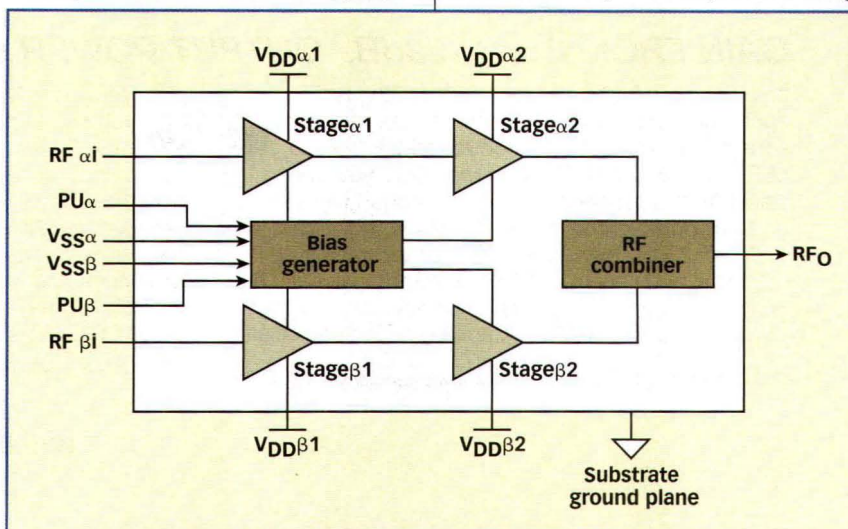 VDDα1
VDDα2
Stageα1
Stageα2
RF αi
PUα
VSSα
VSSβ
PUβ
RF βi
Bias
generator
RF
combiner
RFO
Stageβ1
Stageβ2
VDDβ1
VDDβ2
Substrate
ground plane